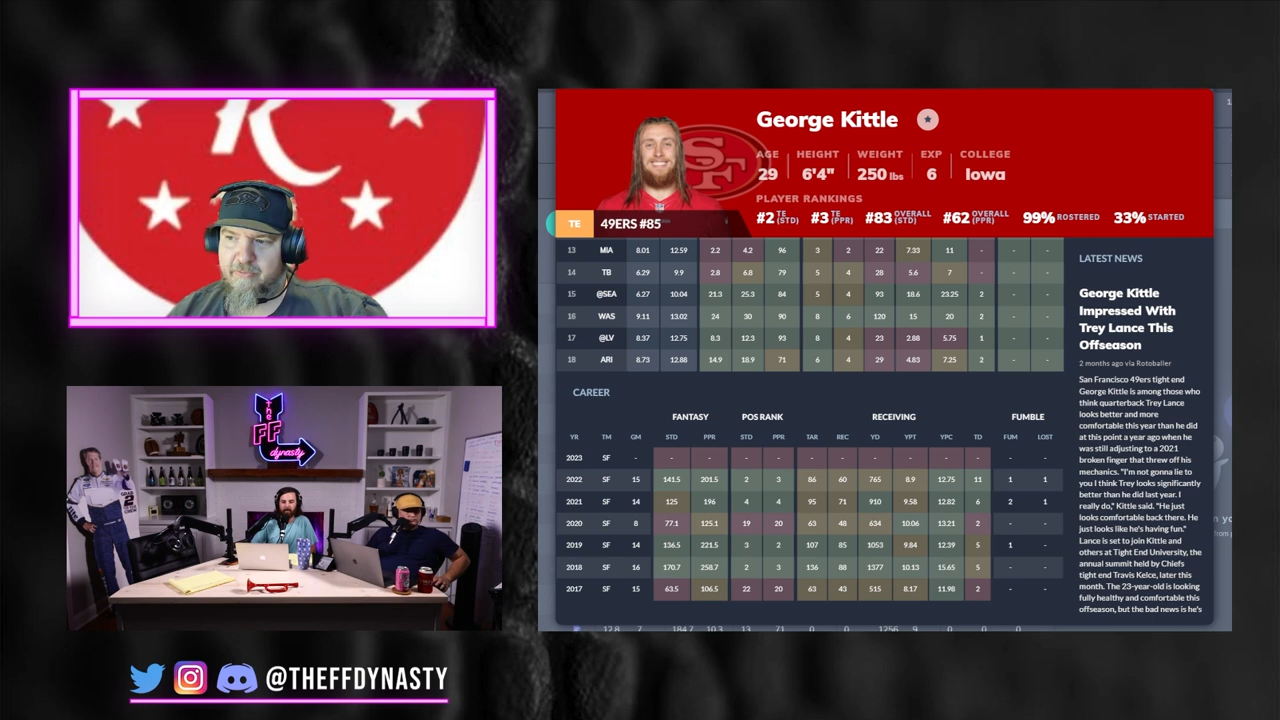 K
The
FF
dynasty
@THEFFDYNASTY
George Kittle
AGE HEIGHT WEIGHT EXP COLLEGE
29 6'4" 250 lbs 6 Iowa
PLAYER RANKINGS
#2 TE (STD) #3 TE (PPR) #83 OVERALL (STD) #62 OVERALL (PPR) 99% ROSTERED 33% STARTED
SF
TE 49ERS #85
13 MIA 8.01 12.59 2.2 4.2 96 3 2 22 7.33 11 - - -
14 TB 6.29 9.9 2.8 6.8 79 5 4 28 5.6 7 - - -
15 @SEA 6.27 10.04 21.3 25.3 84 5 4 93 18.6 23.25 2 - -
16 WAS 9.11 13.02 24 30 90 8 6 120 15 20 2 - -
17 @LV 8.37 12.75 8.3 12.3 93 8 4 23 2.88 5.75 1 - -
18 ARI 8.73 12.88 14.9 18.9 71 6 4 29 4.83 7.25 2 - -
CAREER
FANTASY POS RANK RECEIVING FUMBLE
YR TM GM STD PPR STD PPR TAR REC YD YPT YPC TD FUM LOST
2023 SF - - - - - - - - - - - - -
2022 SF 15 141.5 201.5 2 3 86 60 765 8.9 12.75 11 1 1
2021 SF 14 125 196 4 4 95 71 910 9.58 12.82 6 2 1
2020 SF 8 77.1 125.1 19 20 63 48 634 10.06 13.21 2 - -
2019 SF 14 136.5 221.5 3 2 107 85 1053 9.84 12.39 5 1 -
2018 SF 16 170.7 258.7 2 3 136 88 1377 10.13 15.65 5 - -
2017 SF 15 63.5 106.5 22 20 63 43 515 8.17 11.98 2 - -
LATEST NEWS
George Kittle
Impressed With
Trey Lance This
Offseason
2 months ago via Rotoballer
San Francisco 49ers tight end
George Kittle is among those who
think quarterback Trey Lance
looks better and more
comfortable this year than he did
at this point a year ago when he
was still adjusting to a 2021
broken finger that threw off his
mechanics. "I'm not gonna lie to
you I think Trey looks significantly
better than he did last year. I
really do," Kittle said. "He just
looks comfortable back there. He
just looks like he's having fun."
Lance is set to join Kittle and
others at Tight End University, the
annual summit held by Chiefs
tight end Travis Kelce, later this
month. The 23-year-old is looking
fully healthy and comfortable this
offseason, but the bad news is he's
12.8 7 184.7 10.3 13 71 0 0 1256 9 0 0 0